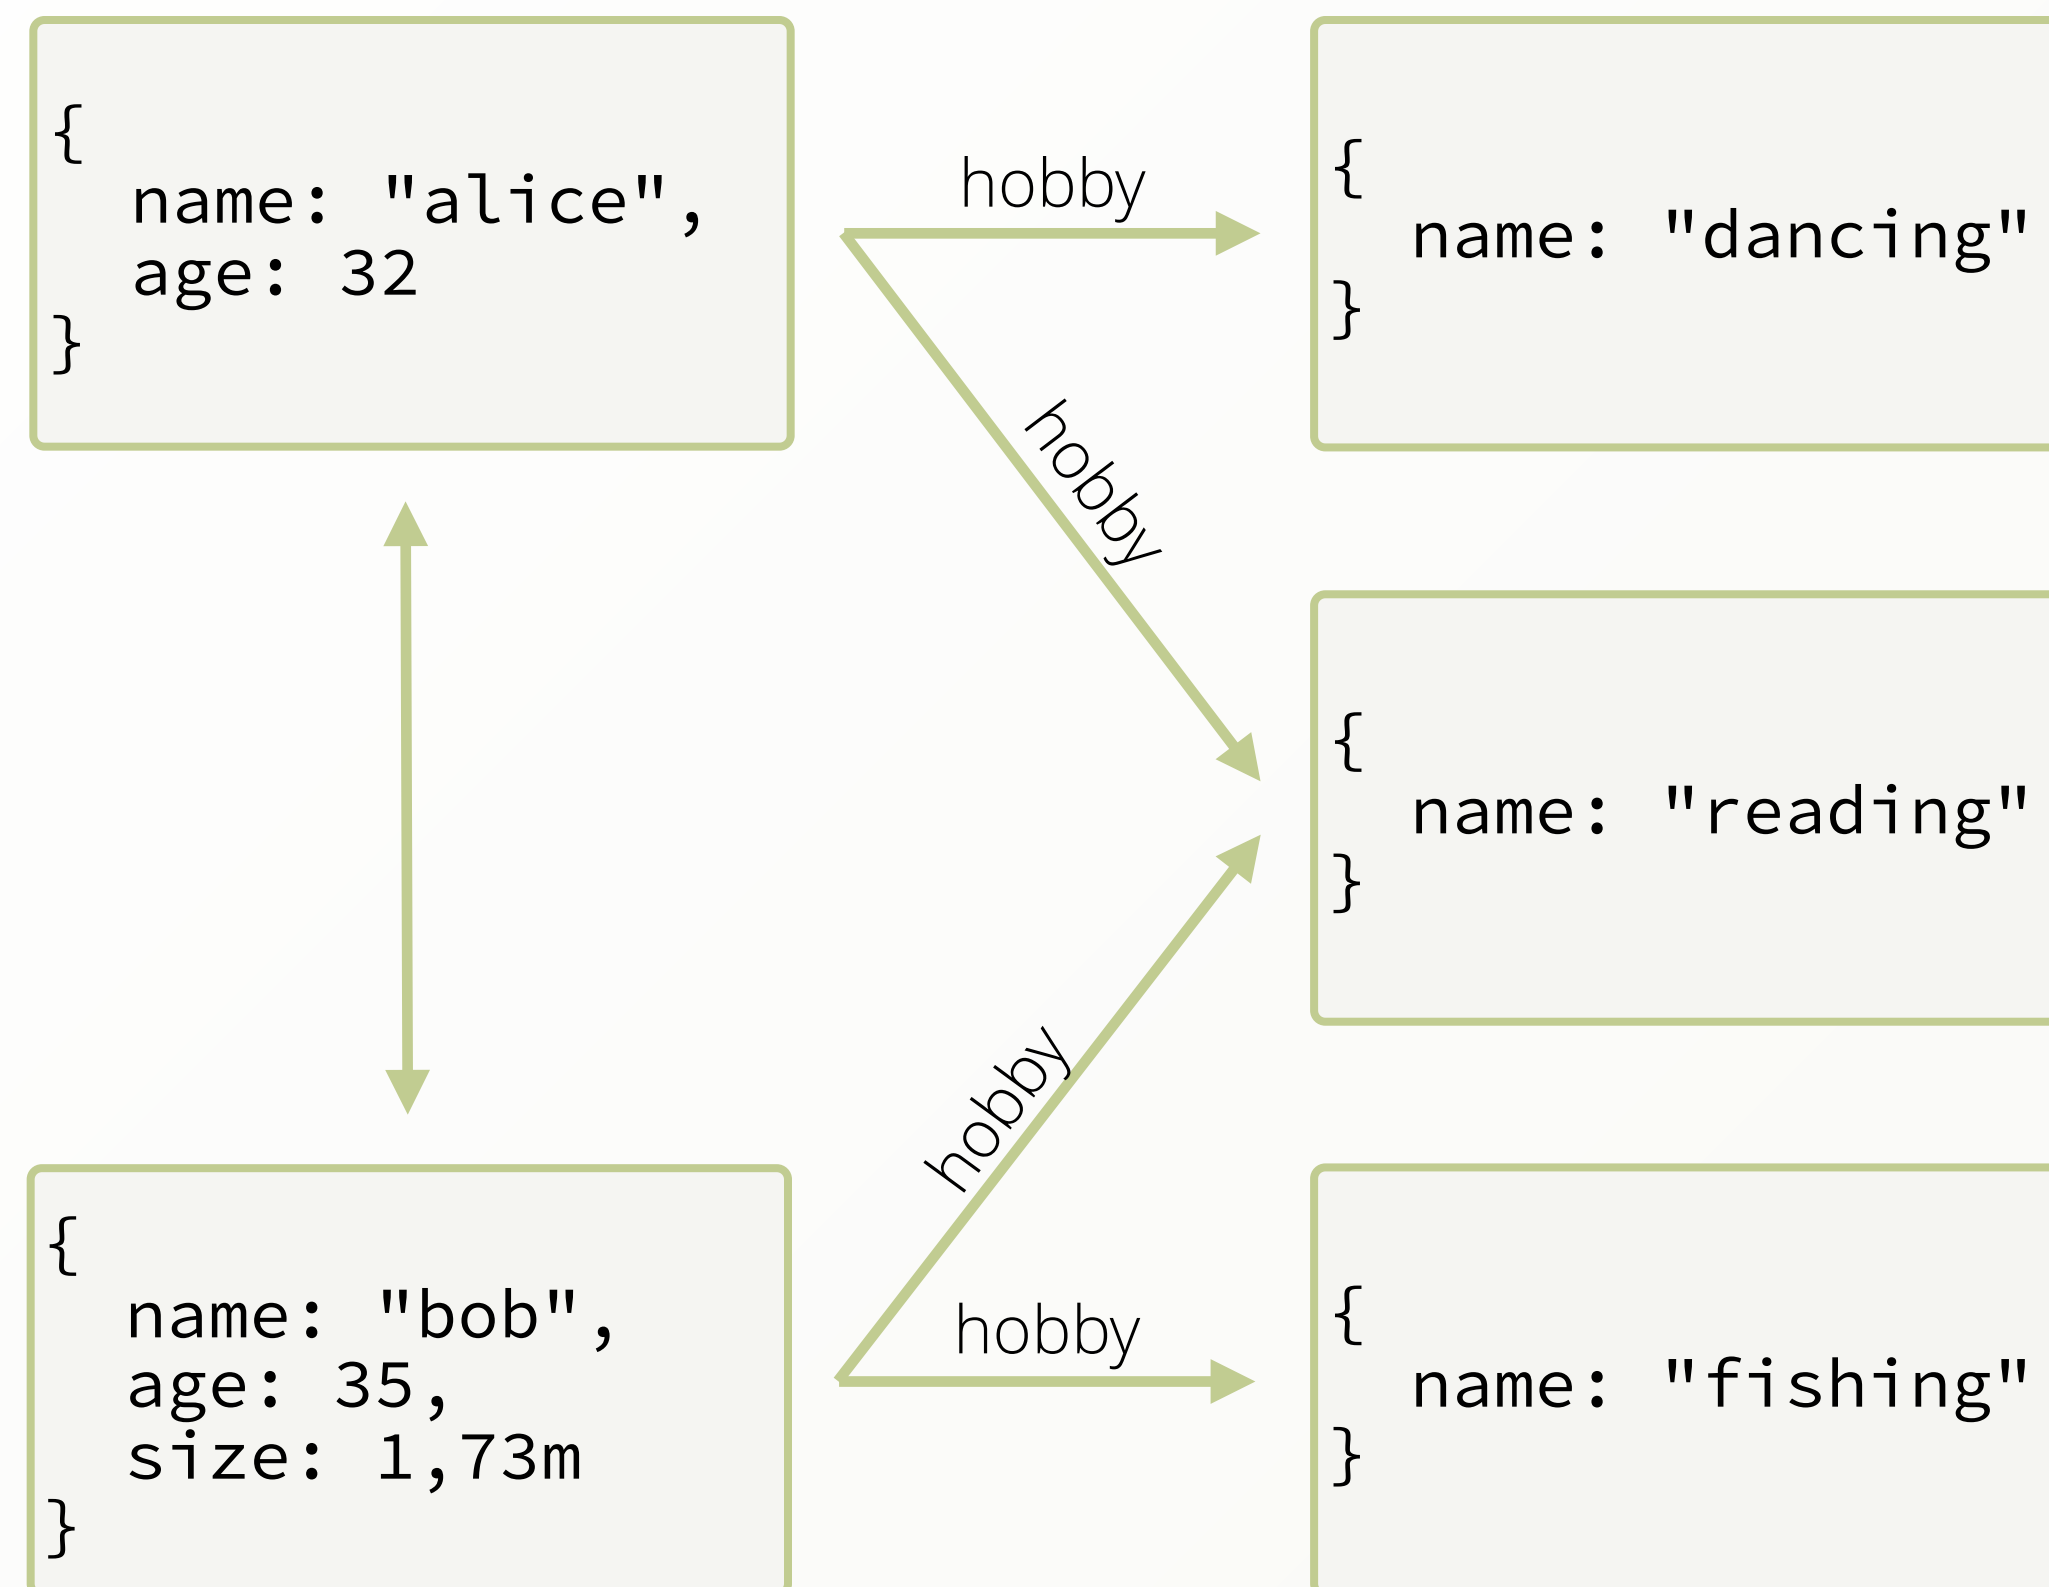 {
name: "alice",
age: 32
}
hobby
{
name: "dancing"
}
hobby
{
name: "reading"
}
hobby
{
name: "bob",
age: 35,
size: 1,73m
}
hobby
{
name: "fishing"
}